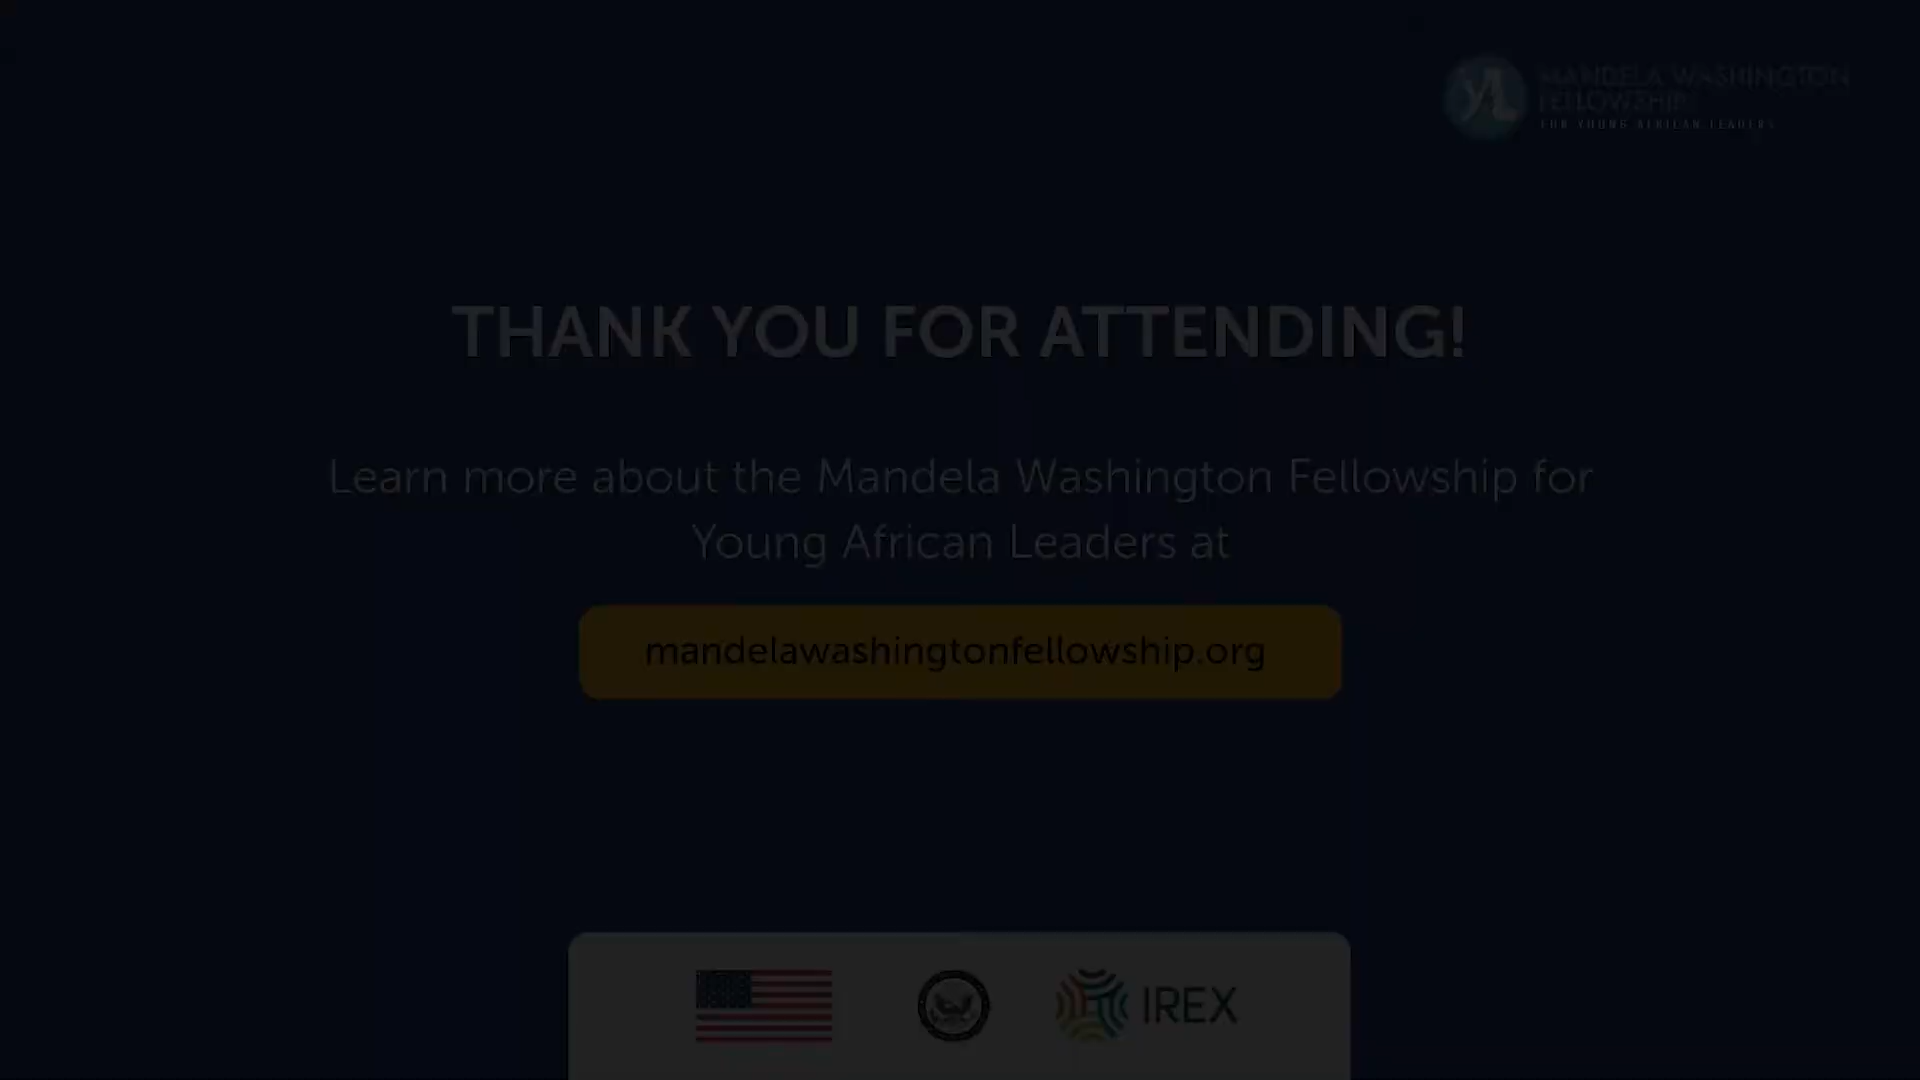 MANDELA WASHINGTON
FELLOWSHIP
FOR YOUNG AFRICAN LEADERS
THANK YOU FOR ATTENDING!
Learn more about the Mandela Washington Fellowship for
Young African Leaders at
mandelawashingtonfellowship.org
IREX